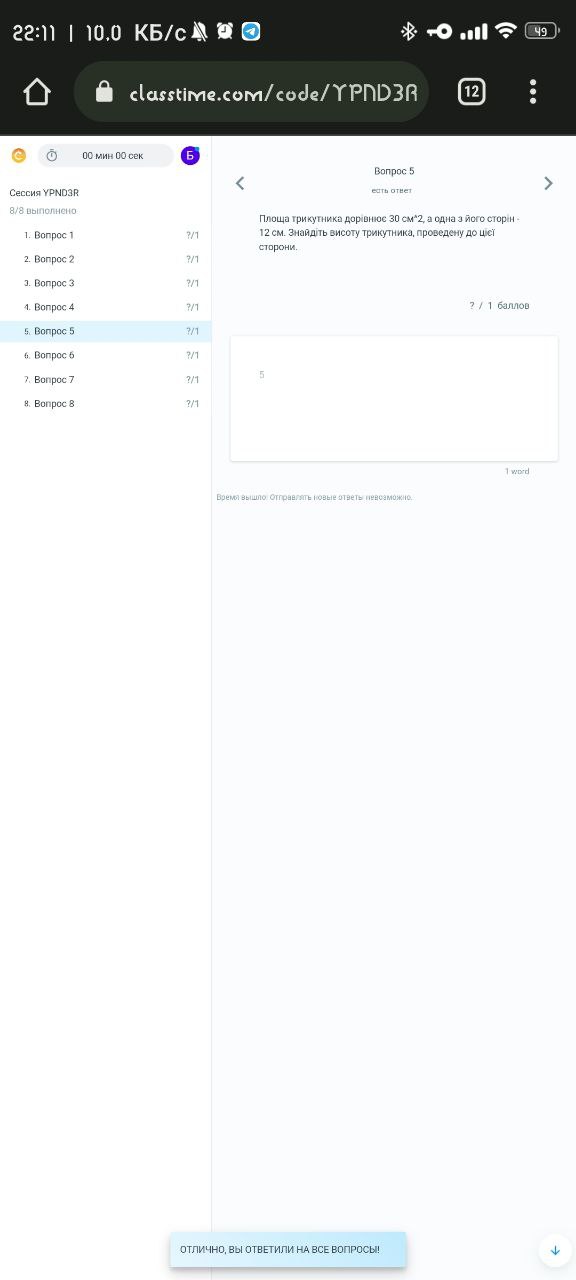 22:11 | 10.0 КБ/с
49
classtime.com/code/YPND3R
12
00 мин 00 сек
Б
Сессия YPND3R
8/8 выполнено
1. Вопрос 1 ?/1
2. Вопрос 2 ?/1
3. Вопрос 3 ?/1
4. Вопрос 4 ?/1
5. Вопрос 5 ?/1
6. Вопрос 6 ?/1
7. Вопрос 7 ?/1
8. Вопрос 8 ?/1
Вопрос 5
есть ответ
Площа трикутника дорівнює 30 см^2, а одна з його сторін -
12 см. Знайдіть висоту трикутника, проведену до цієї
сторони.
? / 1 баллов
5
1 word
Время вышло! Отправлять новые ответы невозможно.
ОТЛИЧНО, ВЫ ОТВЕТИЛИ НА ВСЕ ВОПРОСЫ!